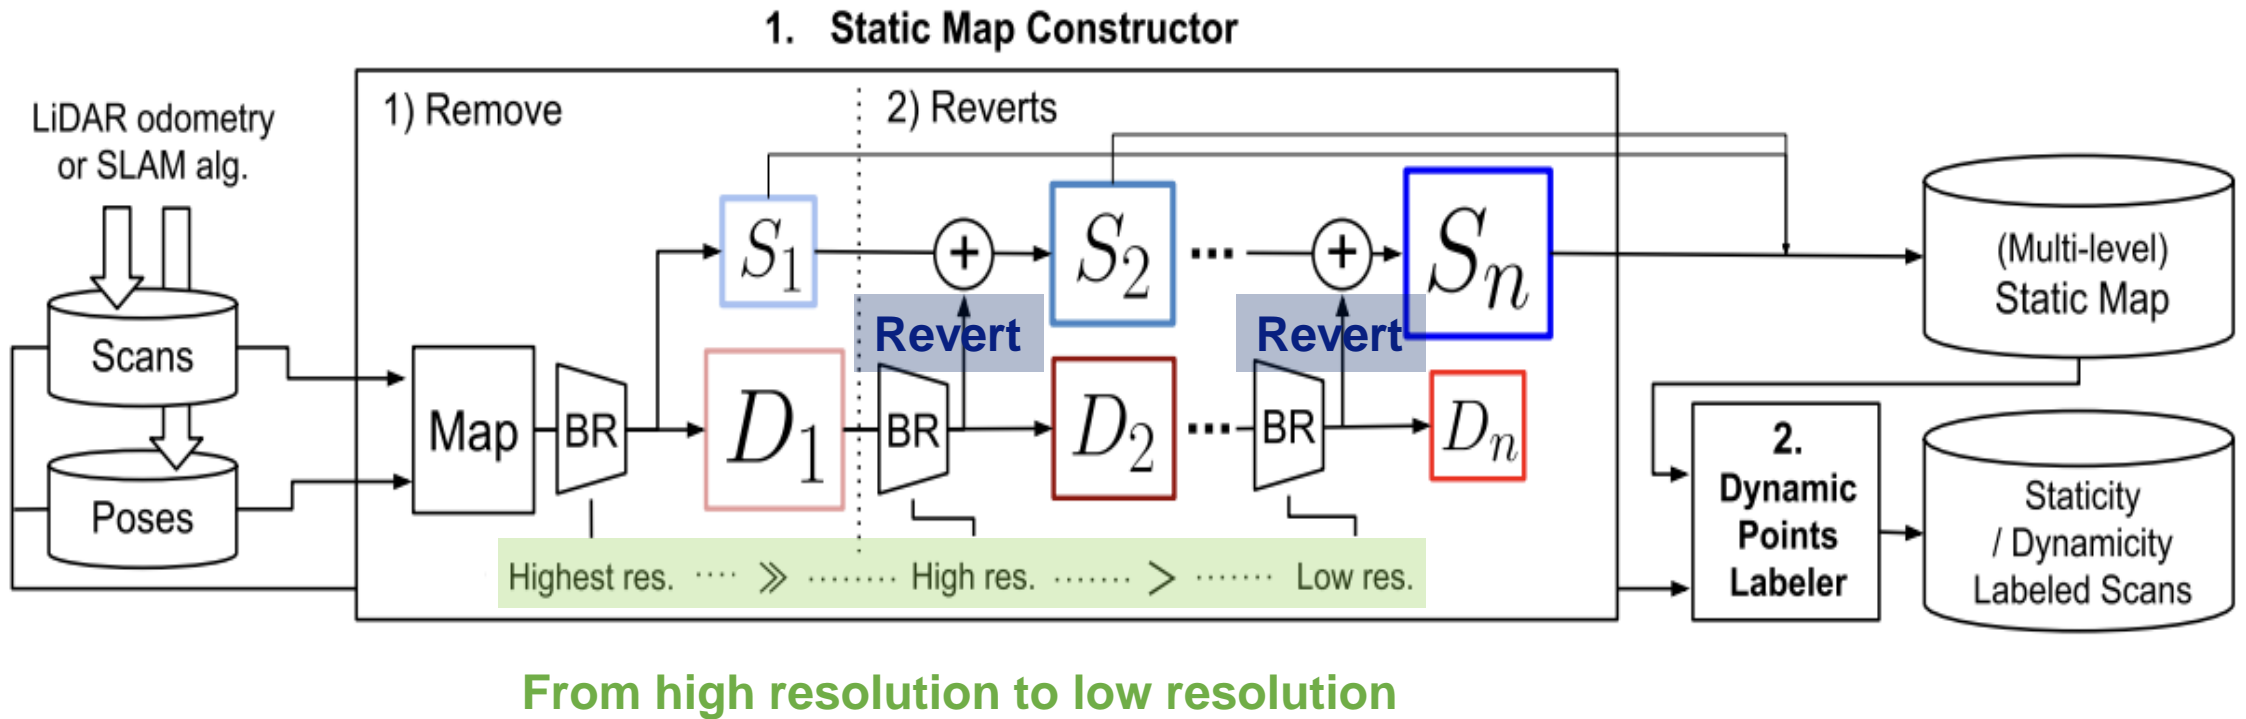 1. Static Map Constructor
LiDAR odometry
or SLAM alg.
Scans
Poses
1) Remove
2) Reverts
Map
BR
S1
D1
BR
Revert
+
S2
D2
...
...
BR
Revert
+
Sn
Dn
Highest res. ···· >> ········ High res. ······· > ······· Low res.
From high resolution to low resolution
(Multi-level)
Static Map
2.
Dynamic
Points
Labeler
Staticity
/ Dynamicity
Labeled Scans